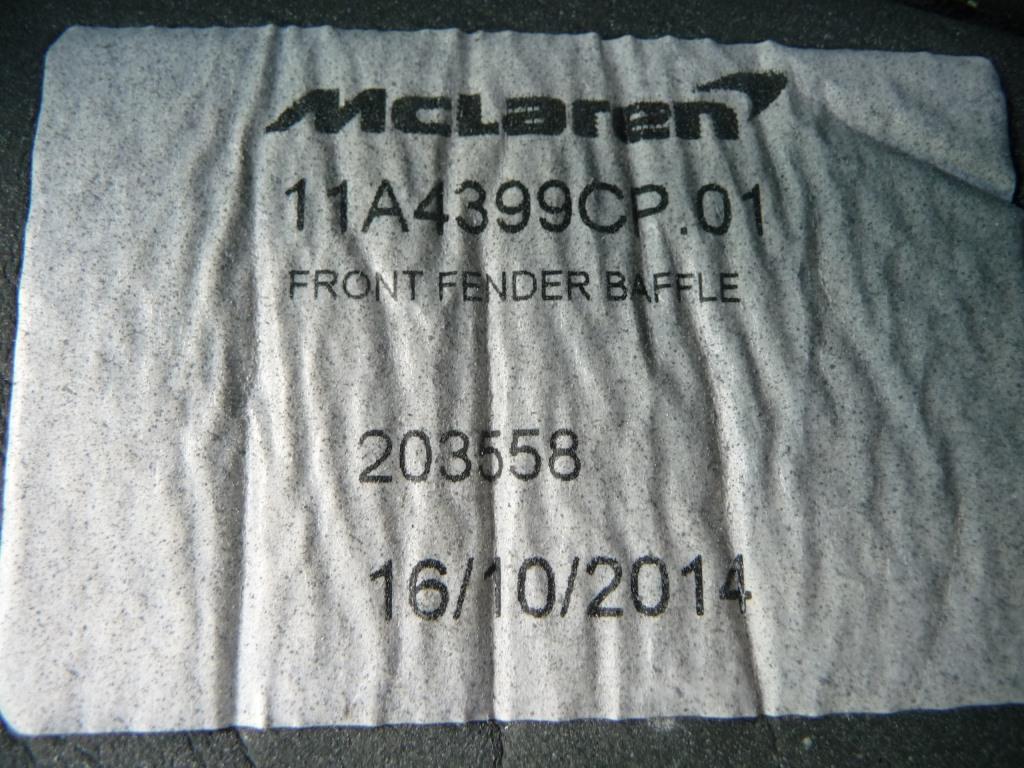 McLaren
11A4399CP.01
FRONT FENDER BAFFLE
203558
16/10/2014